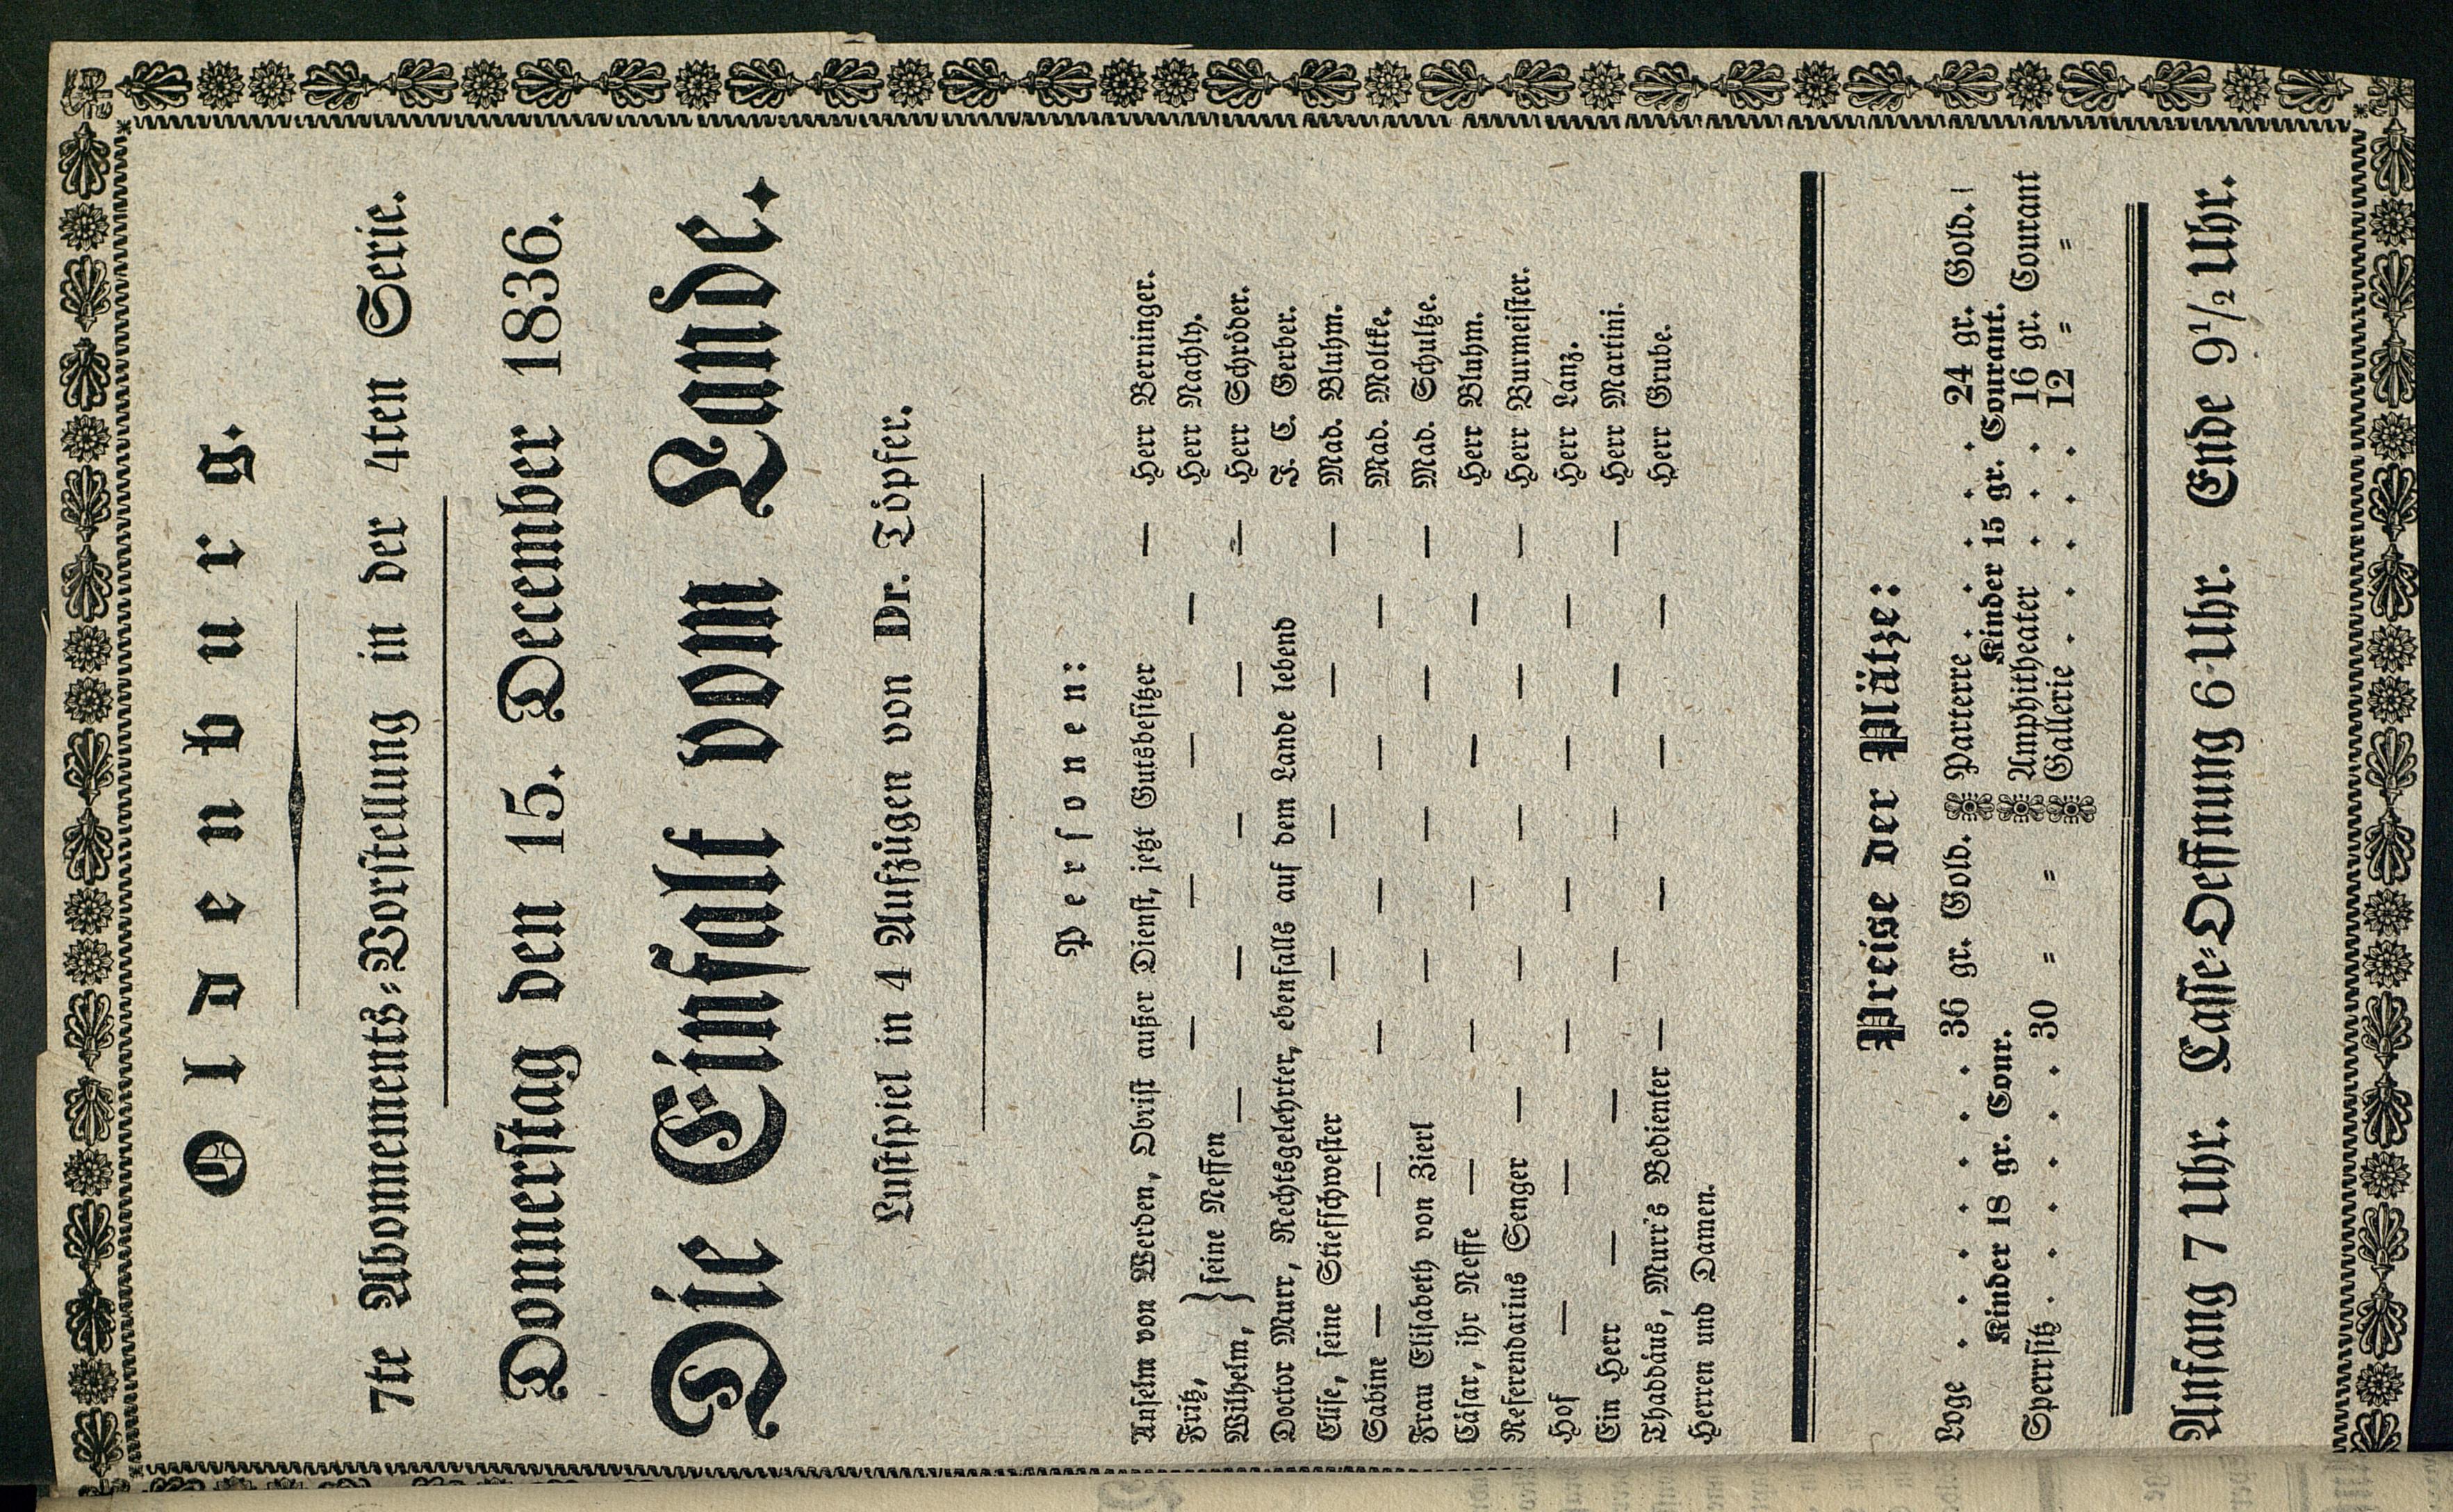 Oldenburg.
7te Abonnements-Vorstellung in der 4ten Serie.
Donnerstag den 15. December 1836.
Die Einfalt vom Lande.
Lustspiel in 4 Aufzügen von Dr. Töpfer.
Personen:
Anselm von Werden, Obrist außer Dienst, jetzt Gutsbesitzer — Herr Berninger.
Fritz, — — — — Herr Nachly.
Wilhelm, } seine Neffen — — — — — Herr Schröder.
Doctor Murr, Rechtsgelehrter, ebenfalls auf dem Lande lebend F. C. Gerber.
Elise, seine Stiefschwester — — — — Mad. Bluhm.
Sabine — — — — — — Mad. Moltke.
Frau Elisabeth von Zierl — — — — Mad. Schultze.
Cäsar, ihr Neffe — — — — — Herr Bluhm.
Referendarius Senger — — — — — Herr Burmeister.
Hof — — — — — — Herr Lanz.
Ein Herr — — — — — — Herr Martini.
Thaddäus, Murr's Bedienter — — — — Herr Grube.
Herren und Damen.
Preise der Plätze:
Loge . . . . . 36 gr. Gold.
Kinder 18 gr. Cour.
Sperrsitz . . . . . 30 = =
Parterre . . . . 24 gr. Gold.
Kinder 15 gr. Courant.
Amphitheater . . . 16 gr. Courant
Gallerie . . . . . 12 = =
Anfang 7 Uhr. Casse-Oeffnung 6 Uhr. Ende 9½ Uhr.